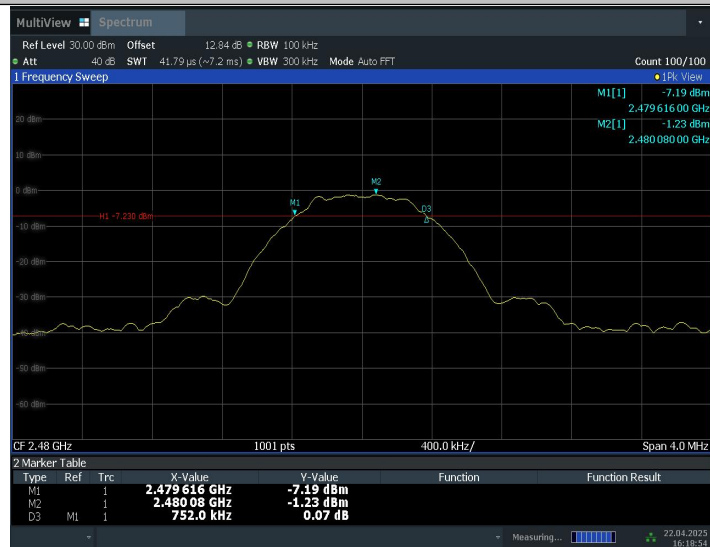 MultiView Spectrum
Ref Level 30.00 dBm Offset 12.84 dB RBW 100 kHz
Att 40 dB SWT 41.79 µs (~7.2 ms) VBW 300 kHz Mode Auto FFT Count 100/100
1 Frequency Sweep 1Pk View
M1[1] -7.19 dBm
2.479 616 00 GHz
M2[1] -1.23 dBm
2.480 080 00 GHz
20 dBm
10 dBm
0 dBm
M2
M1
D3
H1 -7.230 dBm
-10 dBm
-20 dBm
-30 dBm
-40 dBm
-50 dBm
-60 dBm
CF 2.48 GHz 1001 pts 400.0 kHz/ Span 4.0 MHz
2 Marker Table
Type Ref Trc X-Value Y-Value Function Function Result
M1 1 2.479 616 GHz -7.19 dBm
M2 1 2.480 08 GHz -1.23 dBm
D3 M1 1 752.0 kHz 0.07 dB
Measuring... 22.04.2025
16:18:54